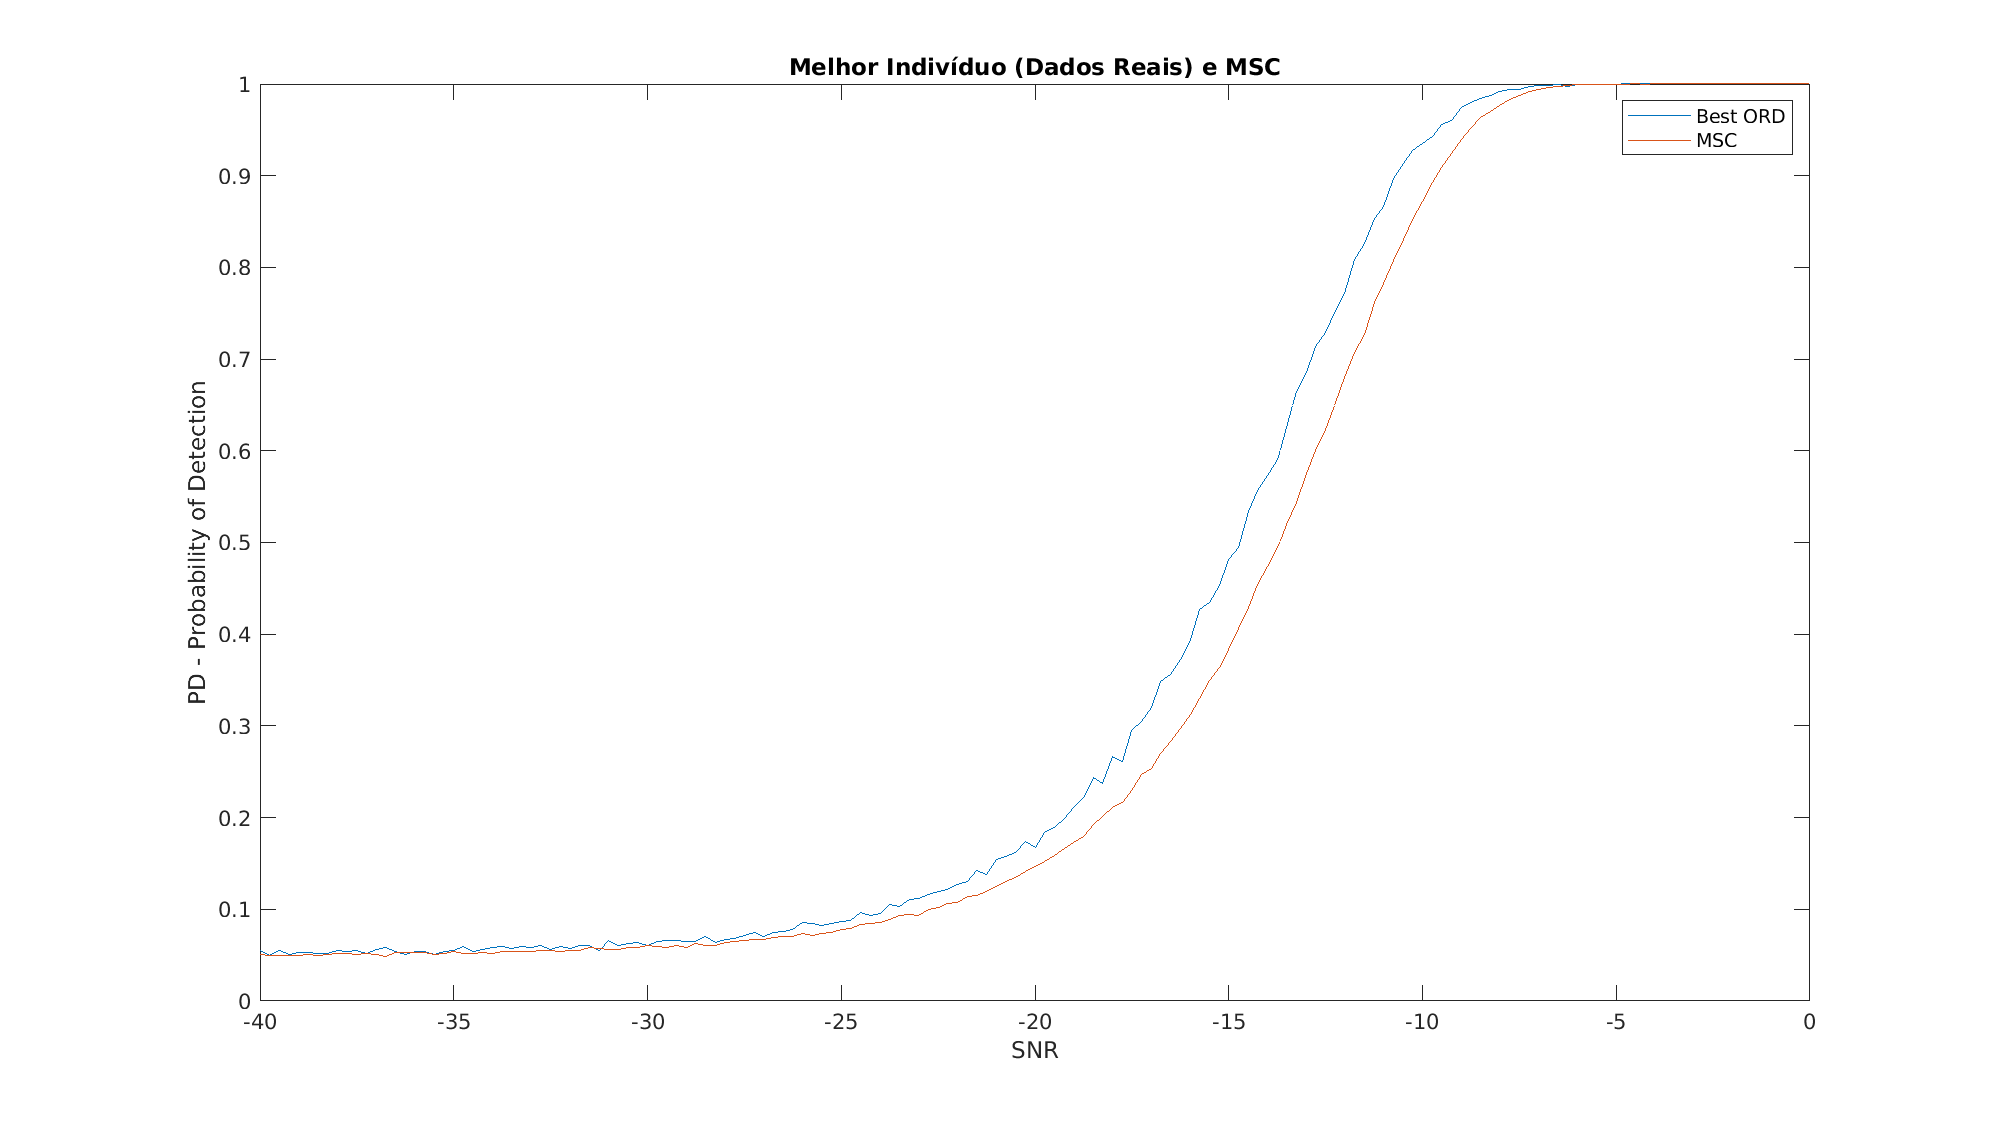 Melhor Indivíduo (Dados Reais) e MSC
1
0.9
0.8
0.7
0.6
0.5
0.4
0.3
0.2
0.1
0
PD - Probability of Detection
Best ORD
MSC
-40 -35 -30 -25 -20 -15 -10 -5 0
SNR